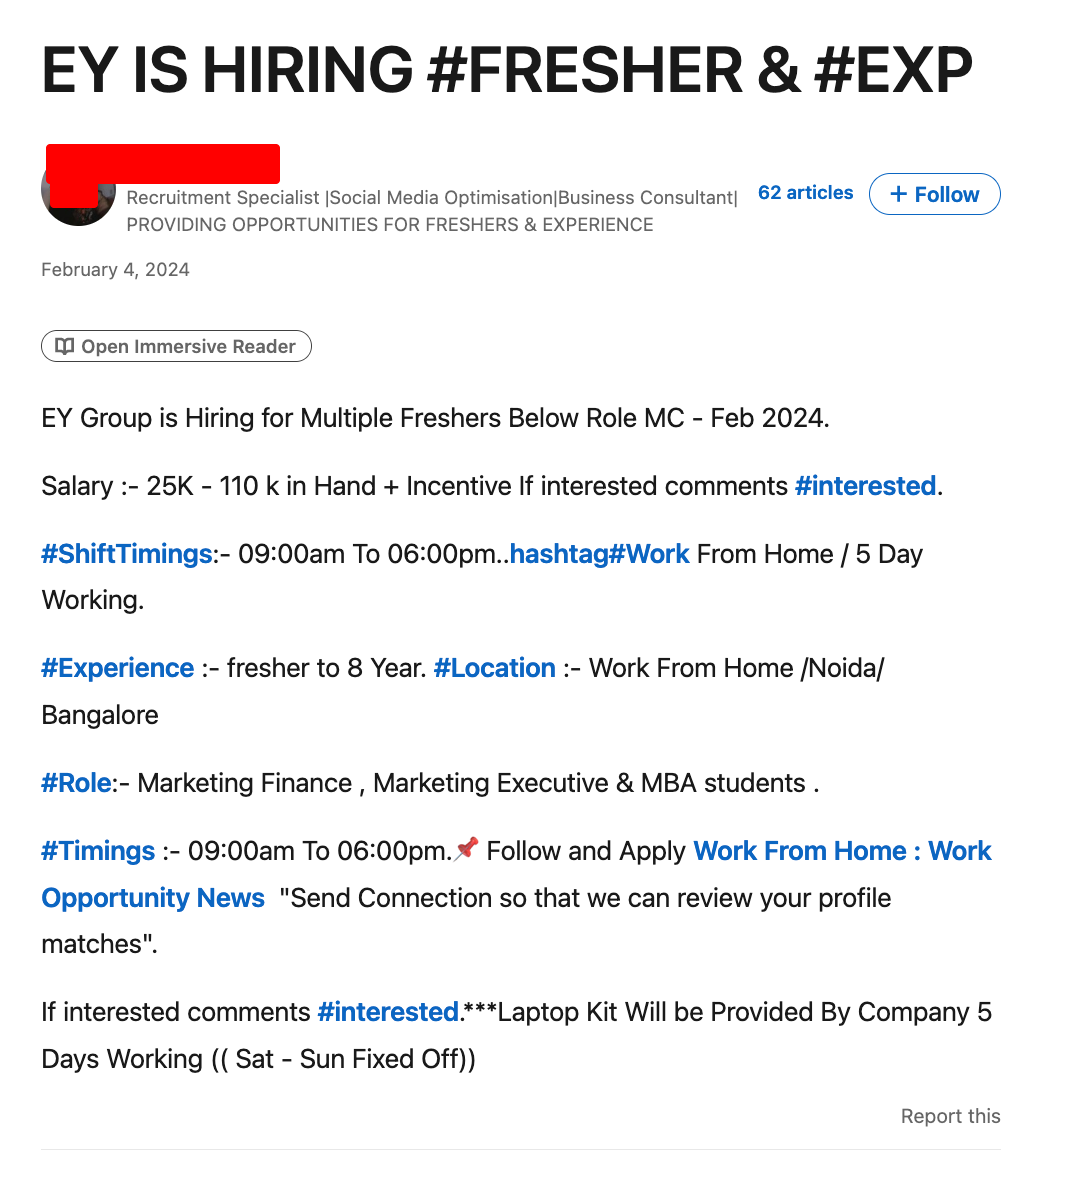 EY IS HIRING #FRESHER & #EXP
Recruitment Specialist |Social Media Optimisation|Business Consultant|
PROVIDING OPPORTUNITIES FOR FRESHERS & EXPERIENCE
62 articles
+ Follow
February 4, 2024
Open Immersive Reader
EY Group is Hiring for Multiple Freshers Below Role MC - Feb 2024.
Salary :- 25K - 110 k in Hand + Incentive If interested comments #interested.
#ShiftTimings:- 09:00am To 06:00pm..hashtag#Work From Home / 5 Day
Working.
#Experience :- fresher to 8 Year. #Location :- Work From Home /Noida/
Bangalore
#Role:- Marketing Finance , Marketing Executive & MBA students .
#Timings :- 09:00am To 06:00pm.📌 Follow and Apply Work From Home : Work
Opportunity News "Send Connection so that we can review your profile
matches".
If interested comments #interested.***Laptop Kit Will be Provided By Company 5
Days Working (( Sat - Sun Fixed Off))
Report this